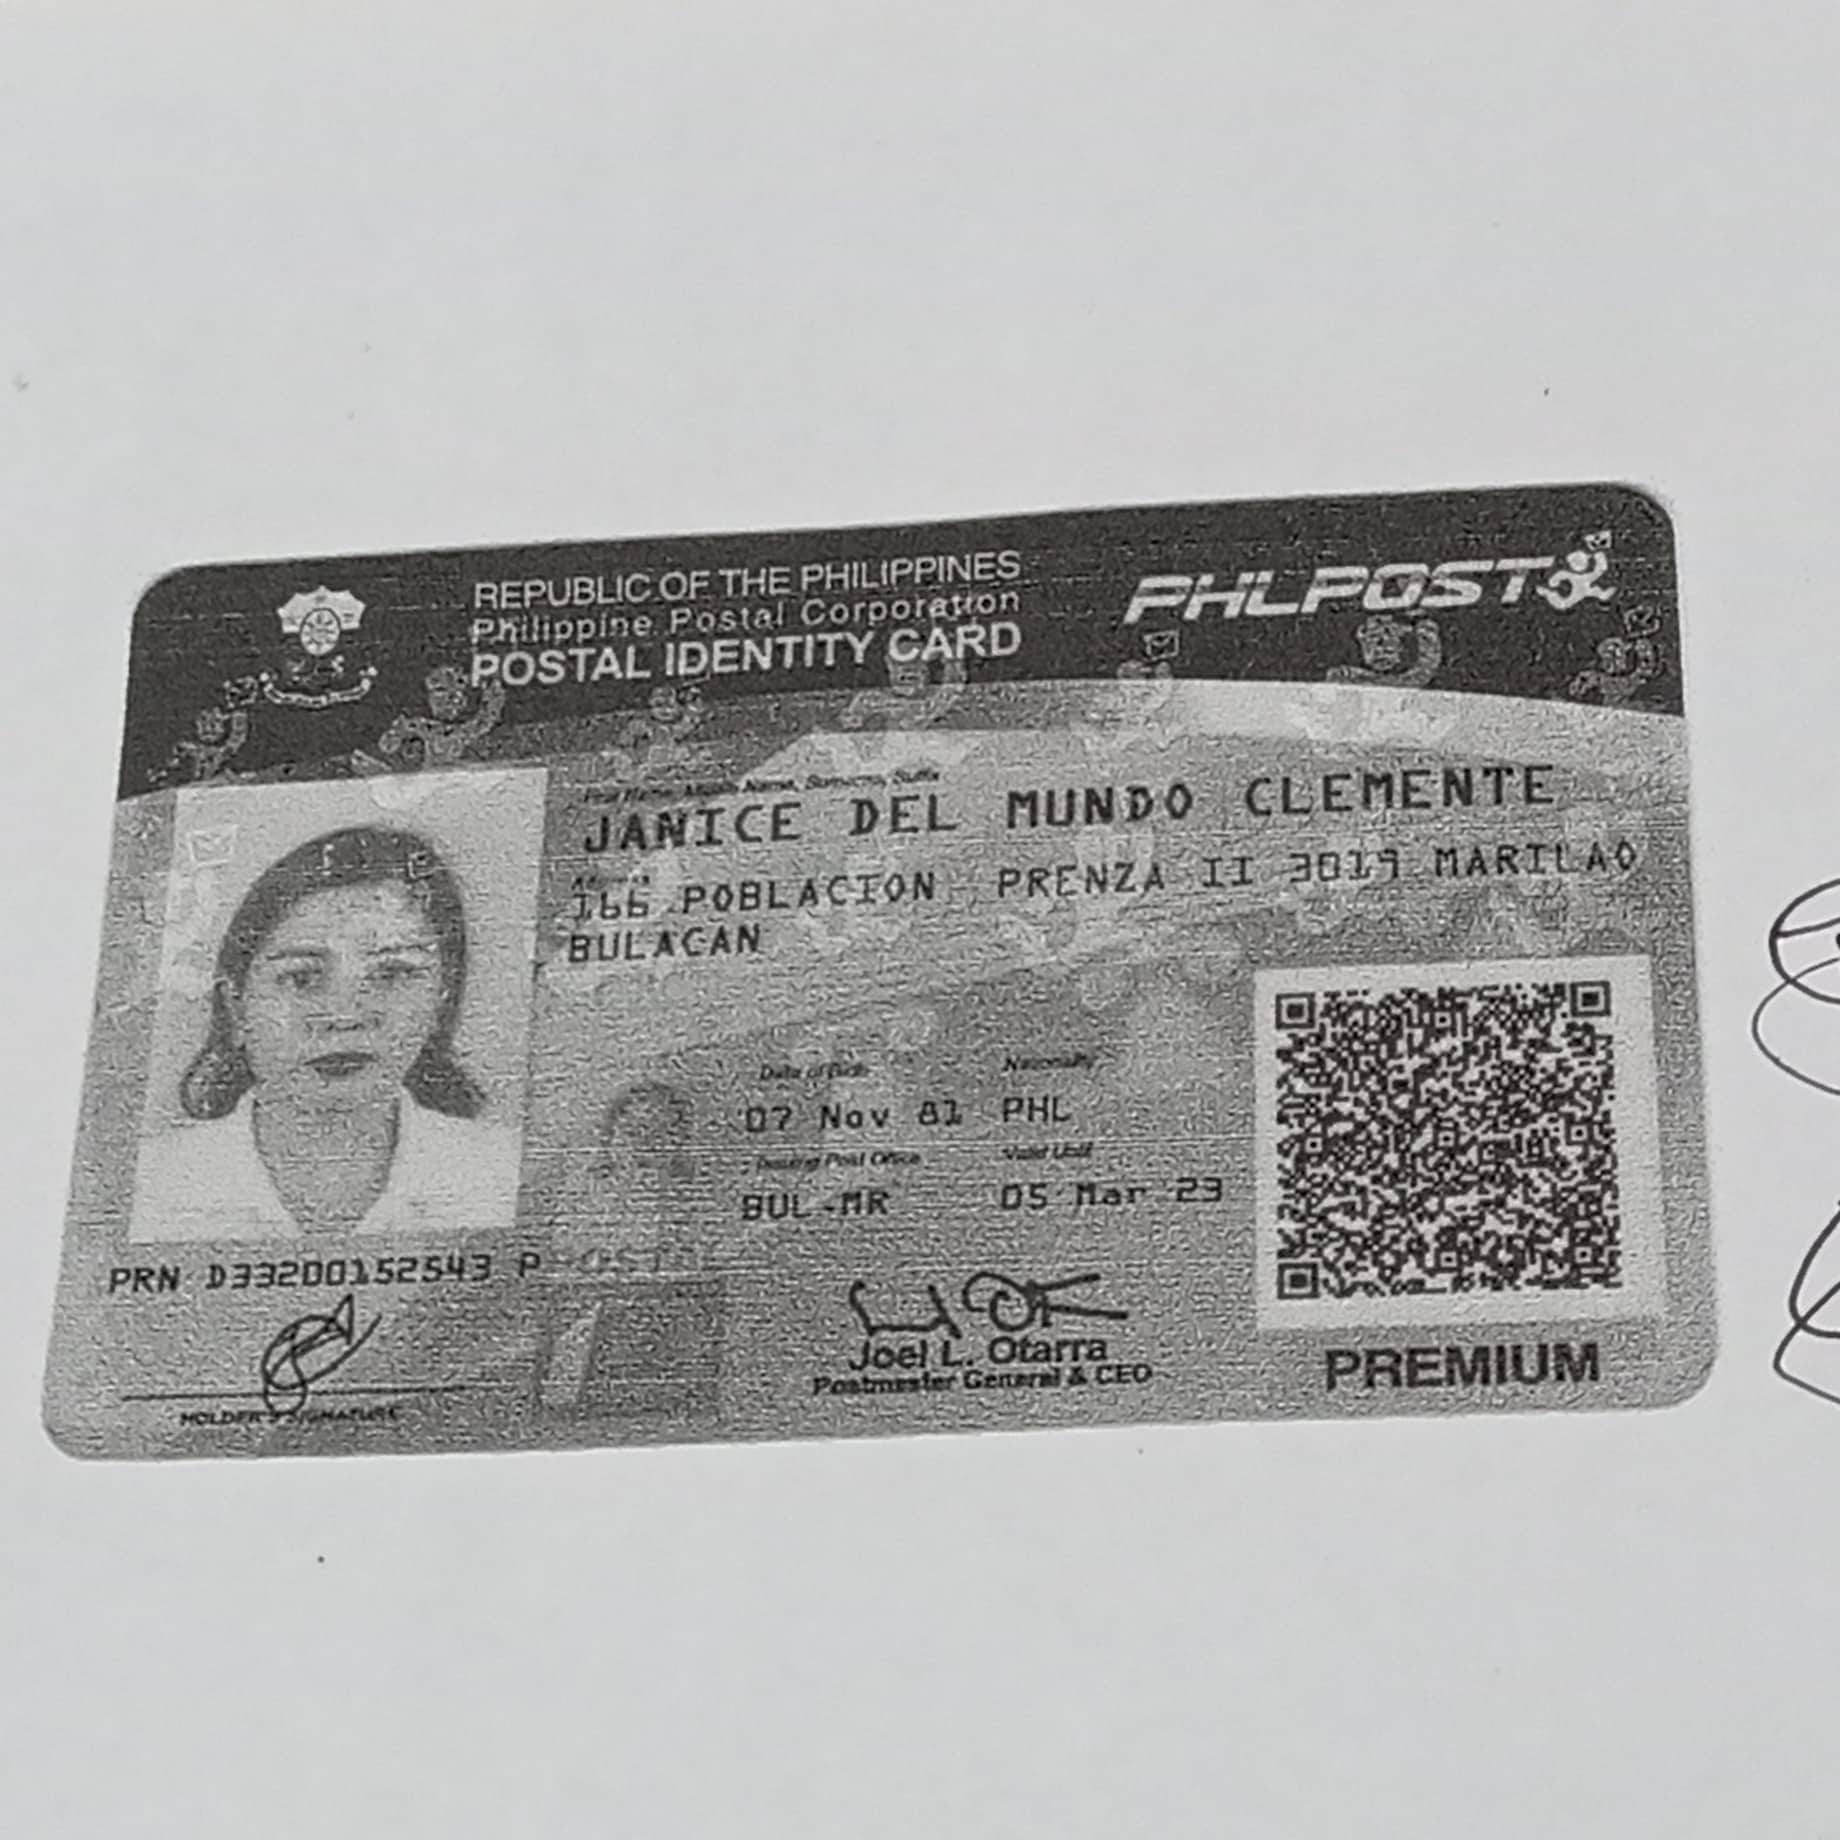 REPUBLIC OF THE PHILIPPINES
Philippine Postal Corporation
POSTAL IDENTITY CARD
PHLPOST
First Name, Middle Name, Surname, Suffix
JANICE DEL MUNDO CLEMENTE
Address
166 POBLACION PRENZA II 3019 MARILAO
BULACAN
Date of Birth Nationality
07 Nov 81 PHL
Issuing Post Office Valid Until
BUL-MR 05 Mar 23
PRN D33200152543 P
HOLDER'S SIGNATURE
Joel L. Otarra
Postmaster General & CEO
PREMIUM